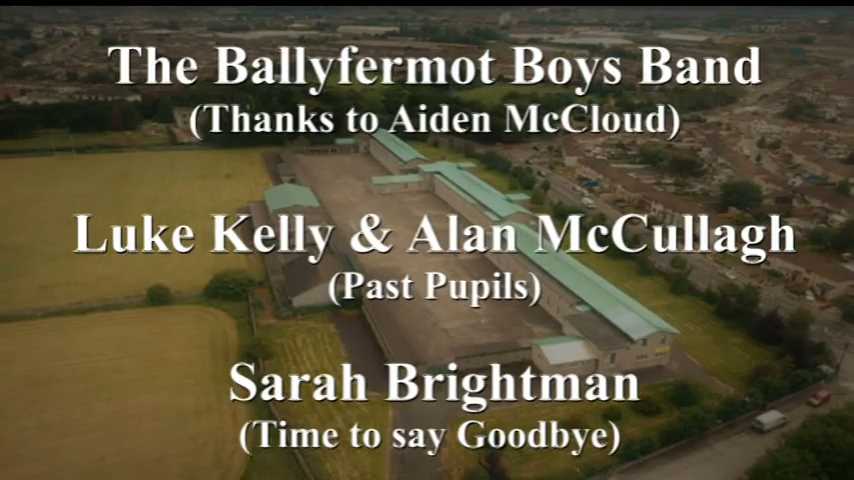 The Ballyfermot Boys Band
(Thanks to Aiden McCloud)
Luke Kelly & Alan McCullagh
(Past Pupils)
Sarah Brightman
(Time to say Goodbye)